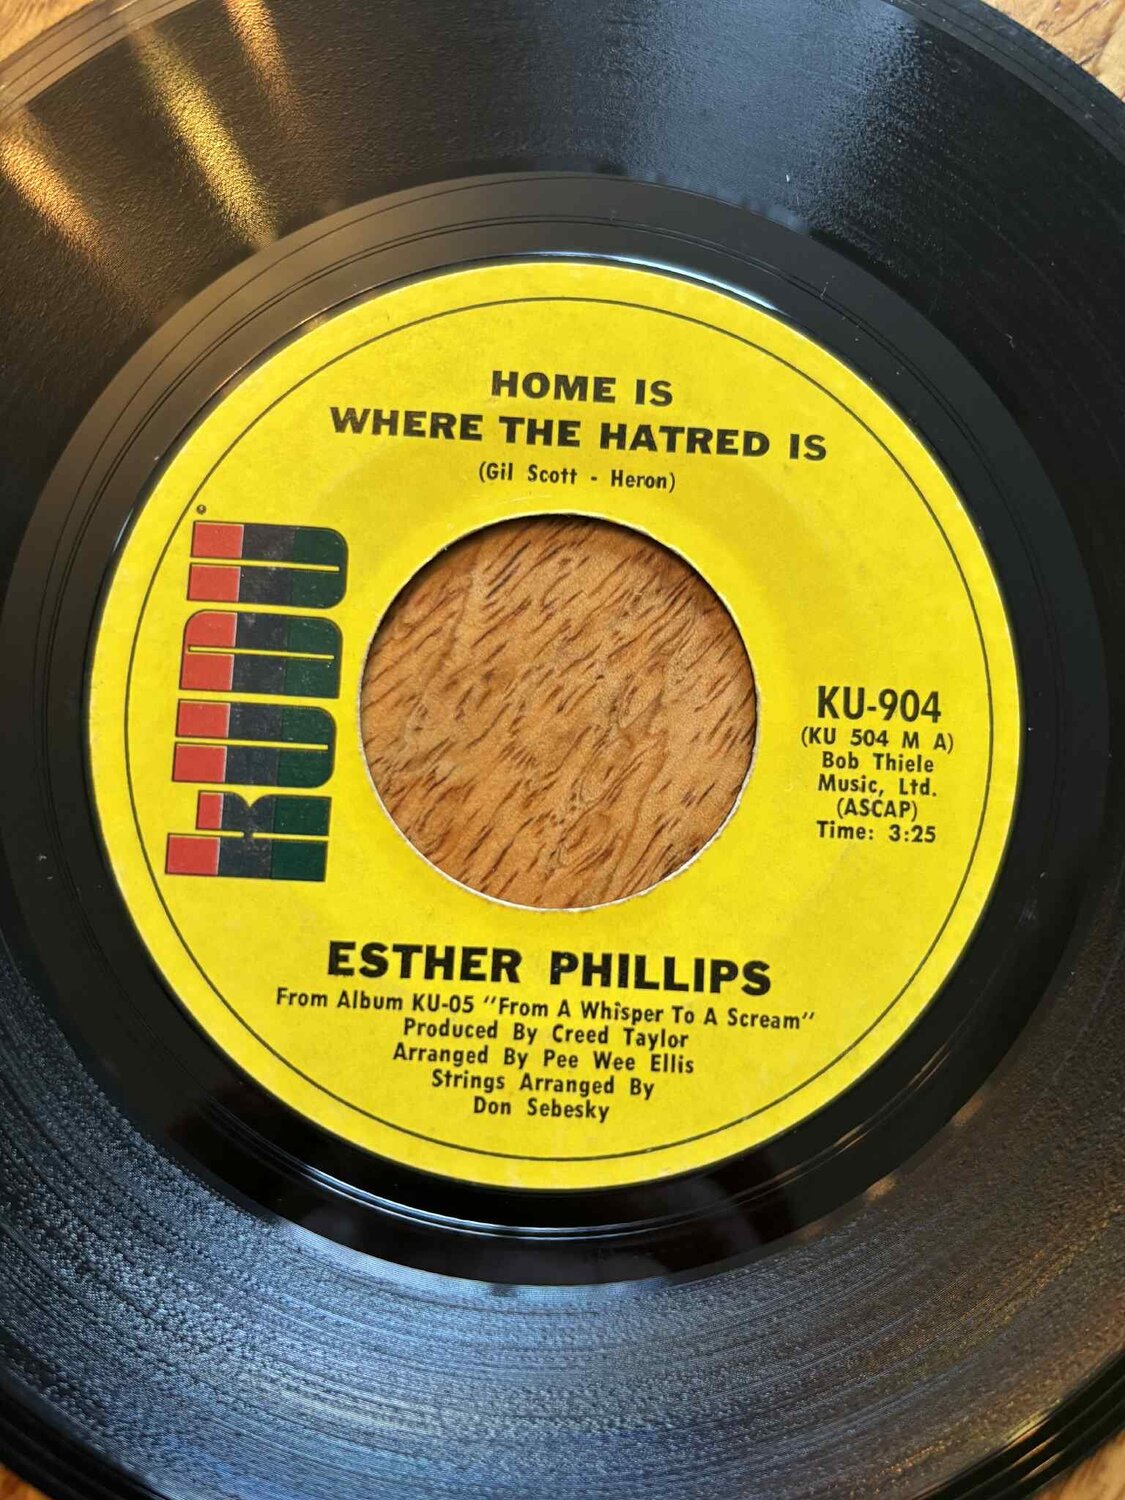 HOME IS
WHERE THE HATRED IS
(Gil Scott - Heron)
KUDU
KU-904
(KU 504 M A)
Bob Thiele
Music, Ltd.
(ASCAP)
Time: 3:25
ESTHER PHILLIPS
From Album KU-05 "From A Whisper To A Scream"
Produced By Creed Taylor
Arranged By Pee Wee Ellis
Strings Arranged By
Don Sebesky